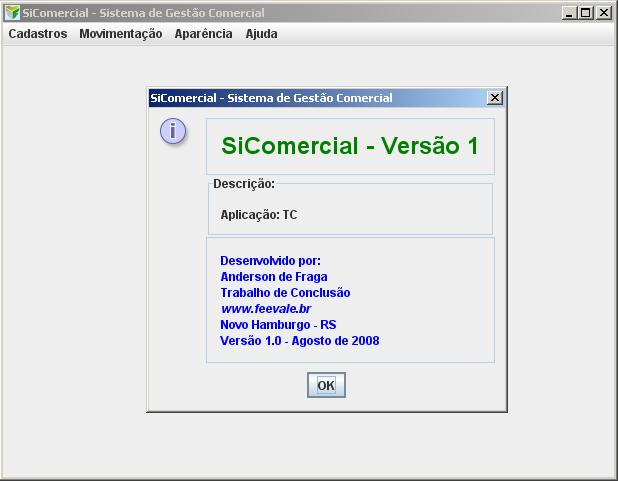 SiComercial - Sistema de Gestão Comercial
Cadastros Movimentação Aparência Ajuda
SiComercial - Sistema de Gestão Comercial
SiComercial - Versão 1
Descrição:
Aplicação: TC
Desenvolvido por:
Anderson de Fraga
Trabalho de Conclusão
www.feevale.br
Novo Hamburgo - RS
Versão 1.0 - Agosto de 2008
OK